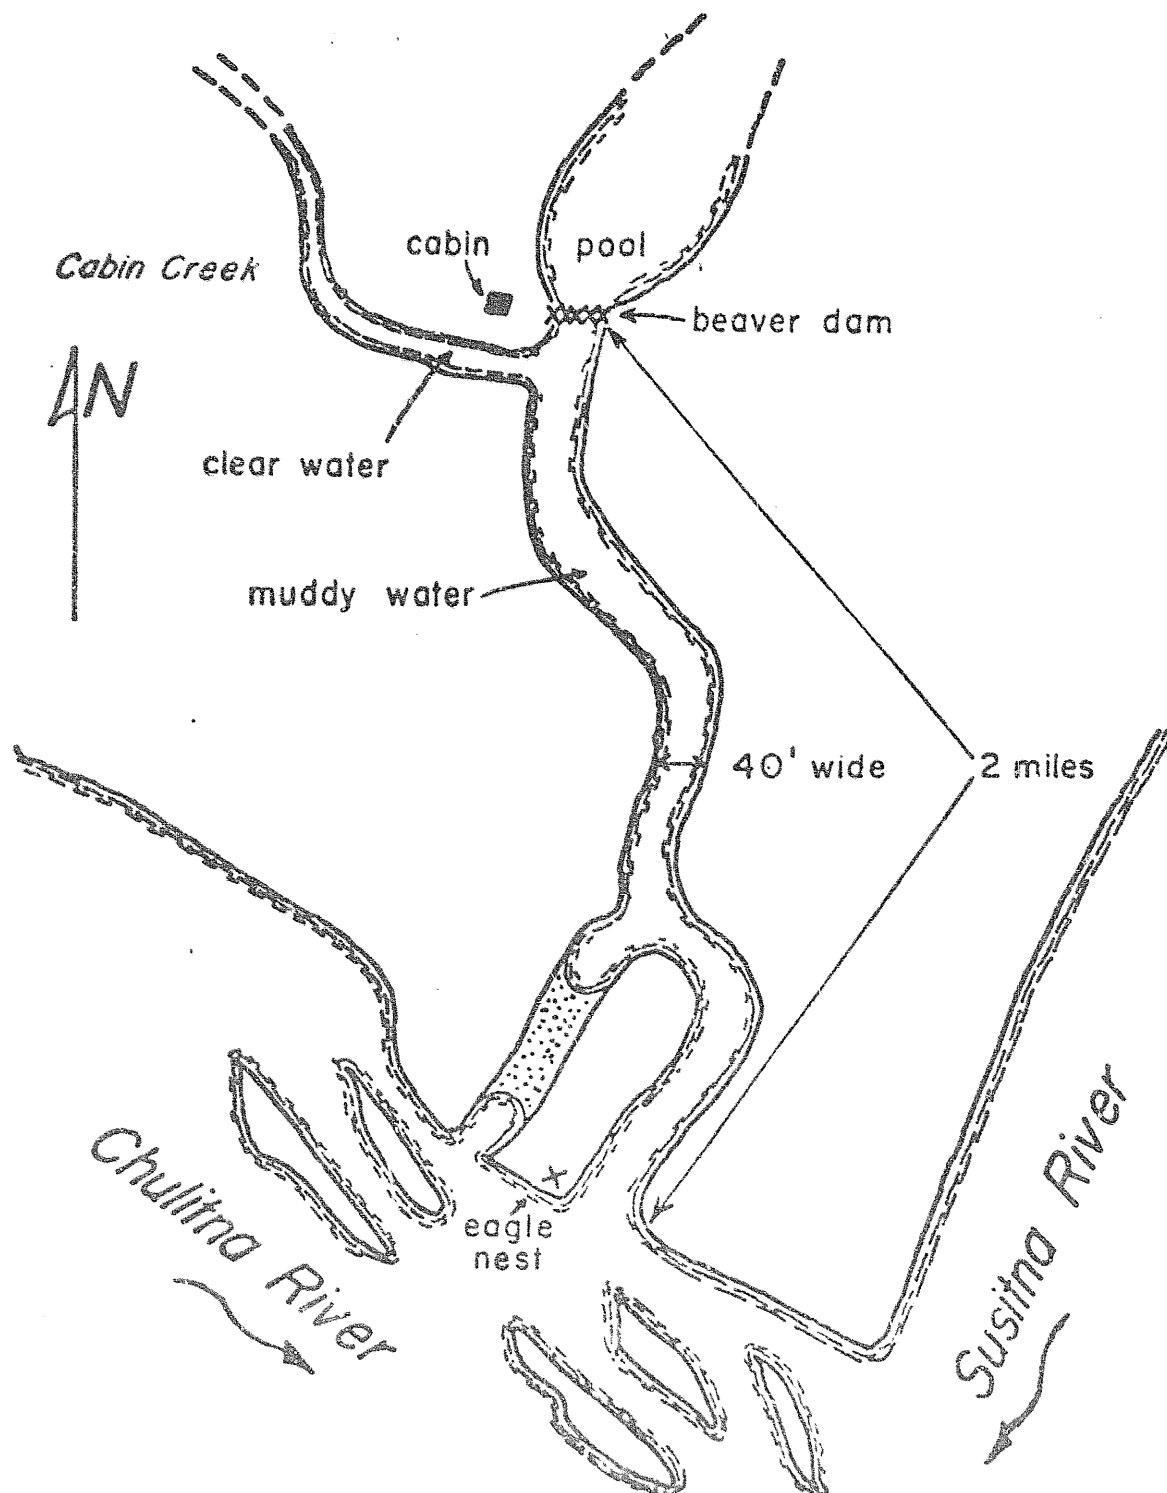 cabin
pool
Cabin Creek
beaver dam
N
clear water
muddy water
40' wide
2 miles
Chulitna River
eagle
nest
Susitna River